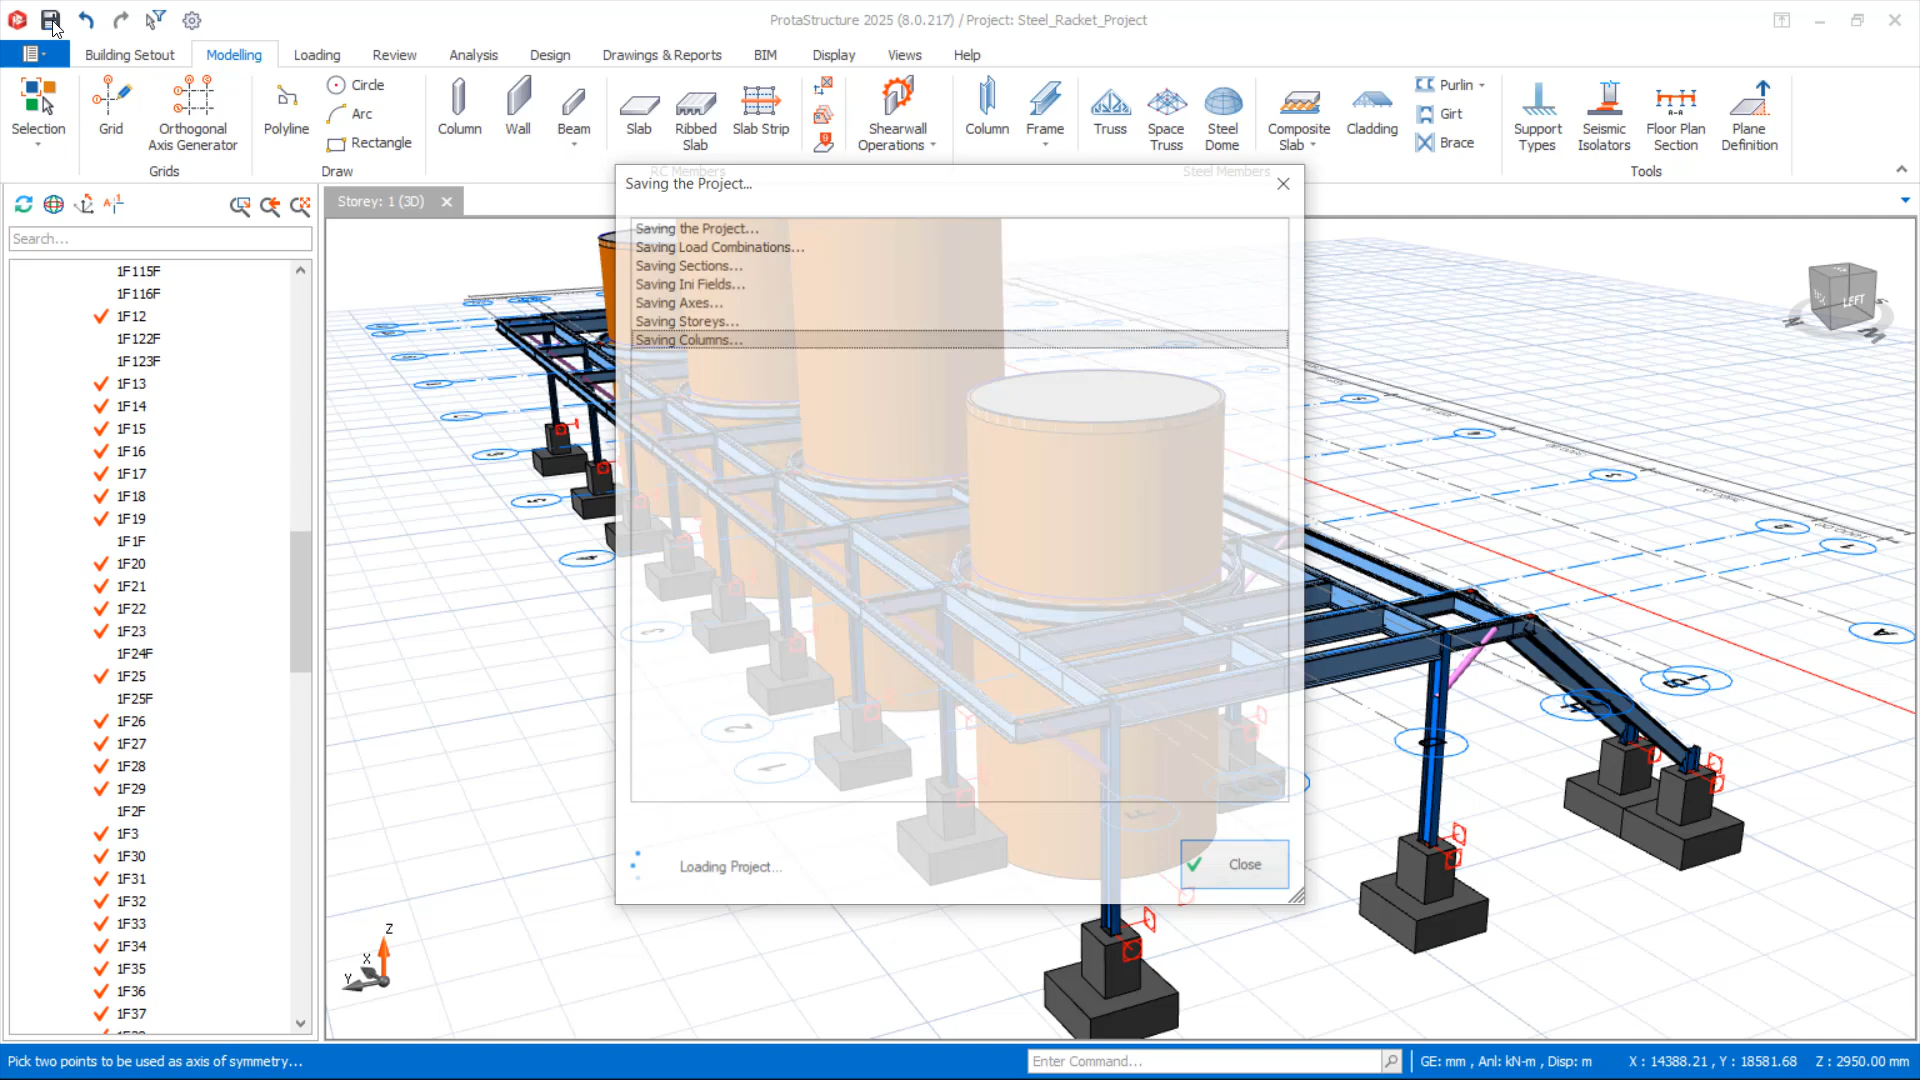 ProtaStructure 2025 (8.0.217) / Project: Steel_Racket_Project
Building Setout
Modelling
Loading
Review
Analysis
Design
Drawings & Reports
BIM
Display
Views
Help
Selection
Grid
Orthogonal
Axis Generator
Grids
Polyline
Circle
Arc
Rectangle
Draw
Column
Wall
Beam
Slab
Ribbed
Slab
Slab Strip
RC Members
Shearwall
Operations
Column
Frame
Truss
Space
Truss
Steel
Dome
Composite
Slab
Cladding
Purlin
Girt
Brace
Steel Members
Support
Types
Seismic
Isolators
Floor Plan
Section
Plane
Definition
Tools
Storey: 1 (3D)
Search...
1F115F
1F116F
1F12
1F122F
1F123F
1F13
1F14
1F15
1F16
1F17
1F18
1F19
1F1F
1F20
1F21
1F22
1F23
1F24F
1F25
1F25F
1F26
1F27
1F28
1F29
1F2F
1F3
1F30
1F31
1F32
1F33
1F34
1F35
1F36
1F37
Saving the Project...
Saving the Project...
Saving Load Combinations...
Saving Sections...
Saving Ini Fields...
Saving Axes...
Saving Storeys...
Saving Columns...
Loading Project...
Close
LEFT
Z
X
Y
Pick two points to be used as axis of symmetry...
Enter Command...
GE: mm , Anl: kN-m , Disp: m
X : 14388.21 , Y : 18581.68
Z : 2950.00 mm